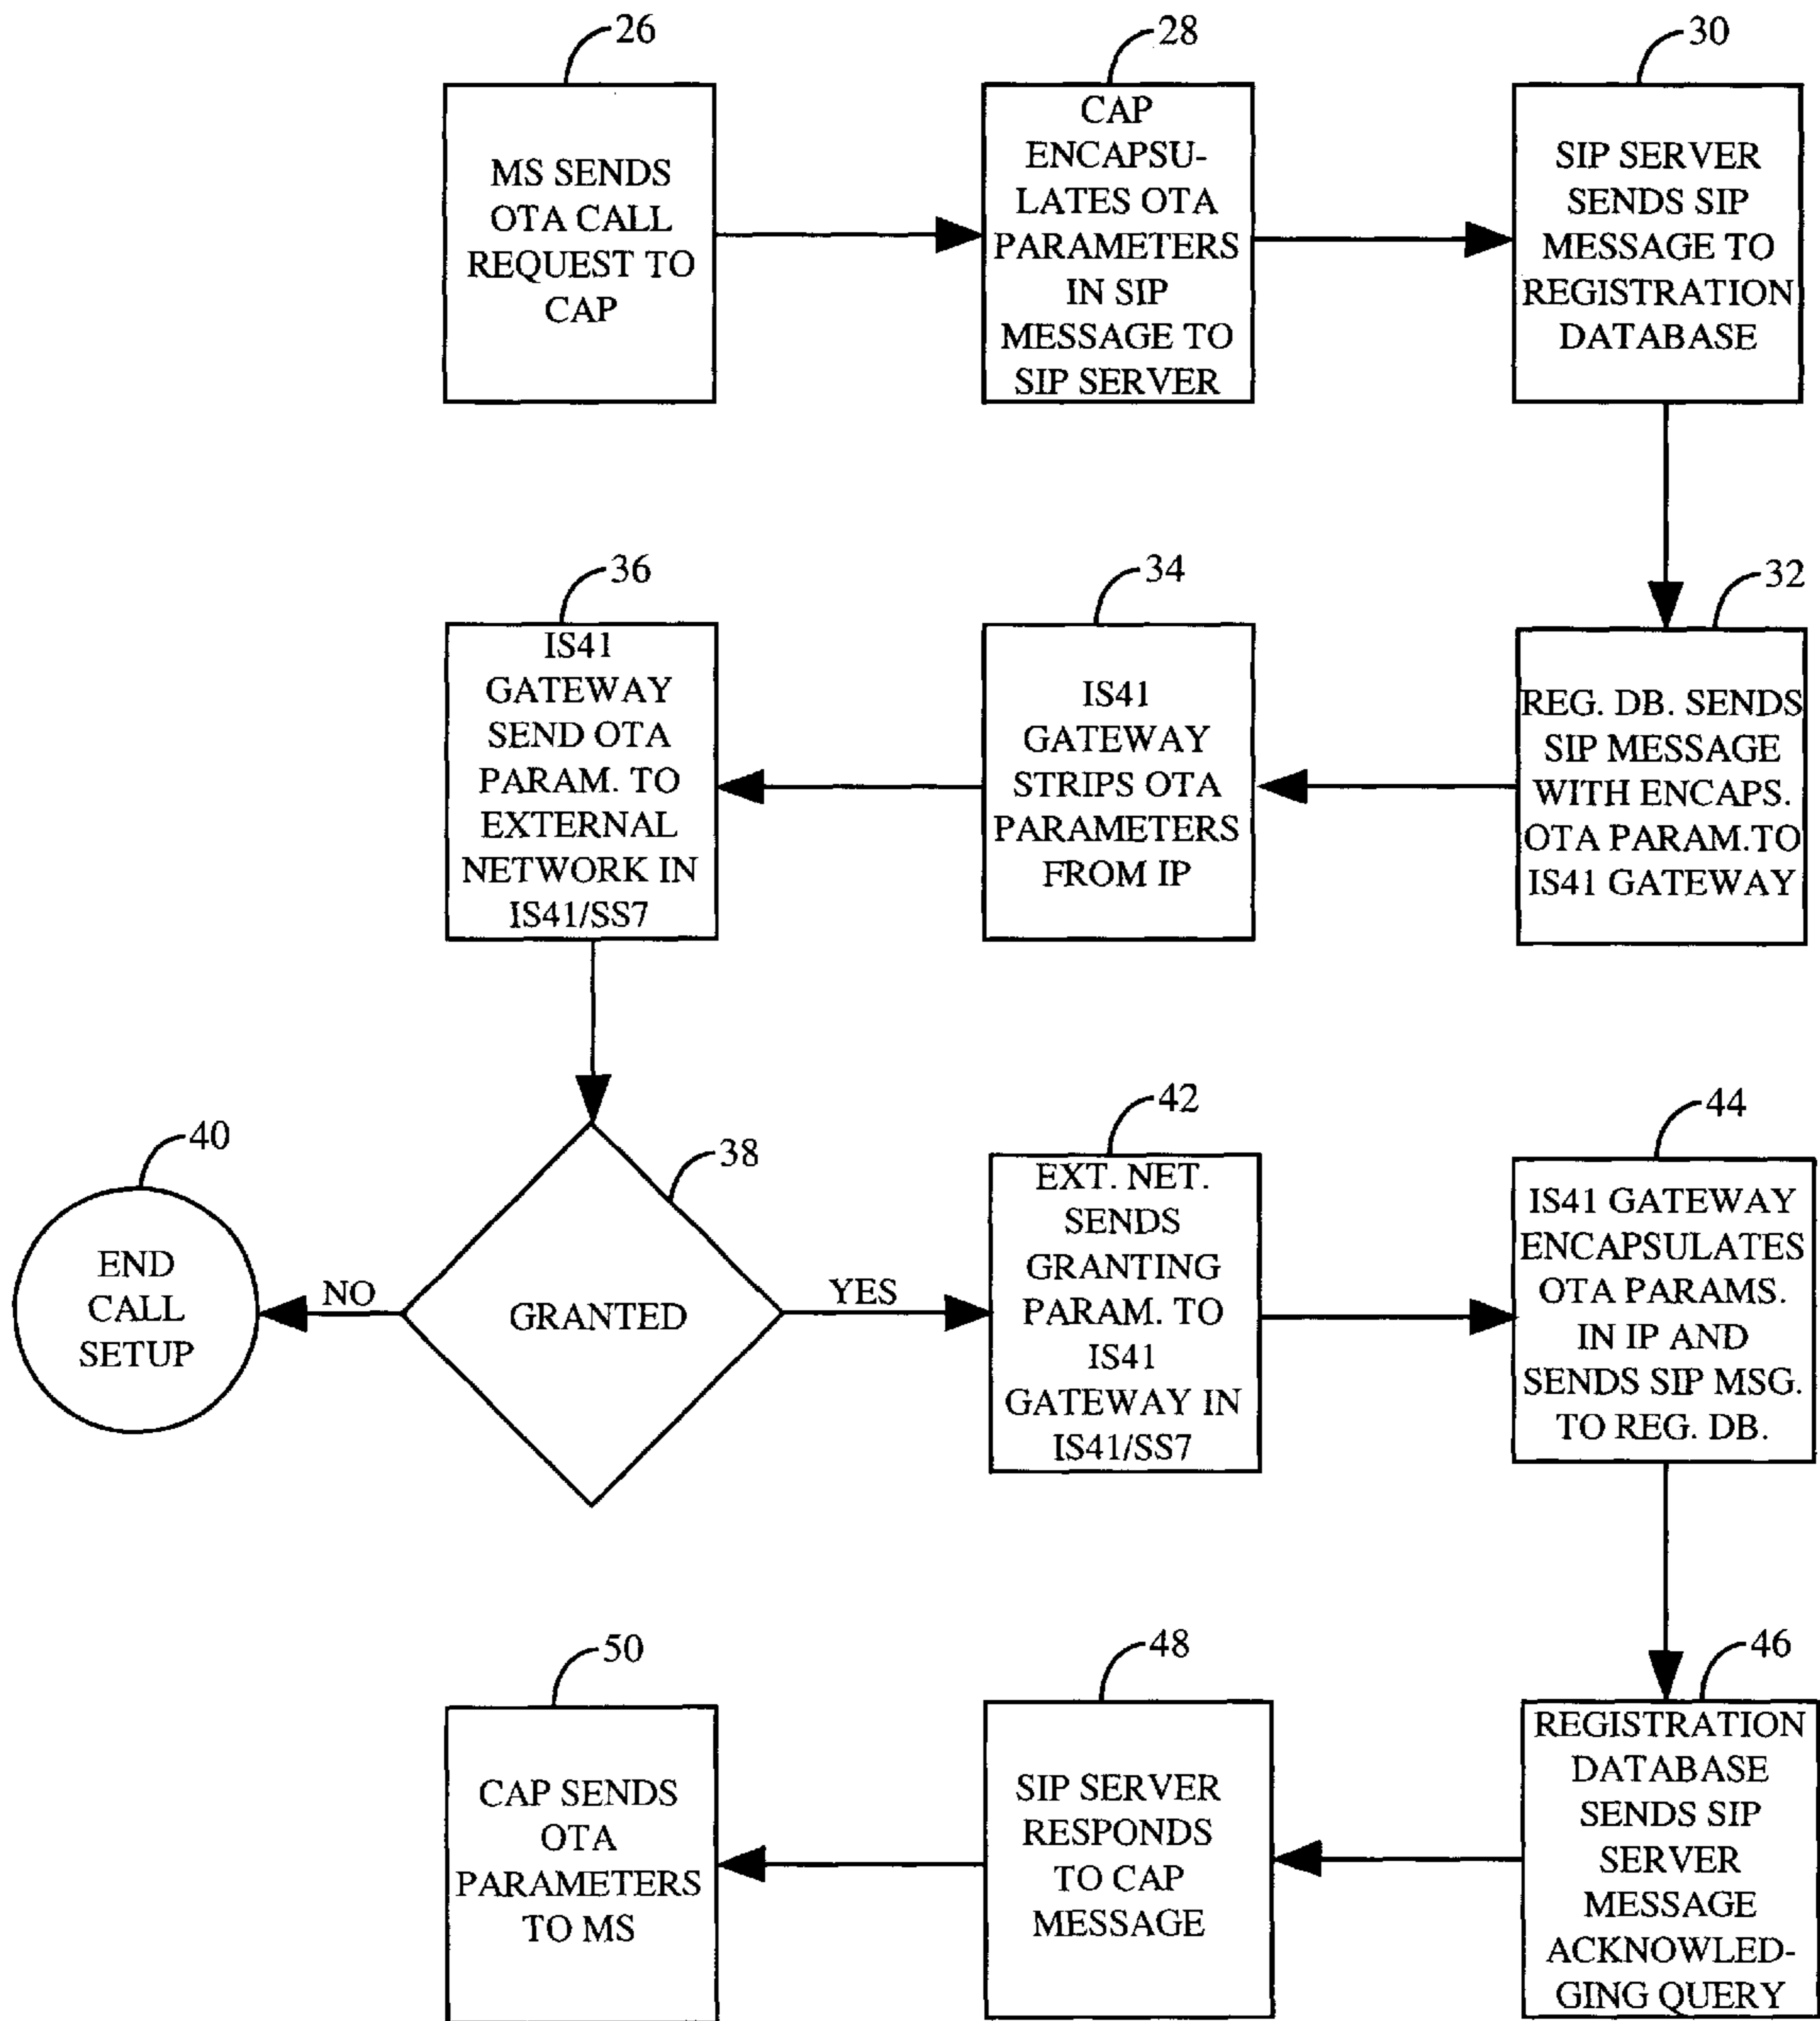 26
MS SENDS
OTA CALL
REQUEST TO
CAP
28
CAP
ENCAPSU-
LATES OTA
PARAMETERS
IN SIP
MESSAGE TO
SIP SERVER
30
SIP SERVER
SENDS SIP
MESSAGE TO
REGISTRATION
DATABASE
32
REG. DB. SENDS
SIP MESSAGE
WITH ENCAPS.
OTA PARAM.TO
IS41 GATEWAY
34
IS41
GATEWAY
STRIPS OTA
PARAMETERS
FROM IP
36
IS41
GATEWAY
SEND OTA
PARAM. TO
EXTERNAL
NETWORK IN
IS41/SS7
38
GRANTED
NO
40
END
CALL
SETUP
YES
42
EXT. NET.
SENDS
GRANTING
PARAM. TO
IS41
GATEWAY IN
IS41/SS7
44
IS41 GATEWAY
ENCAPSULATES
OTA PARAMS.
IN IP AND
SENDS SIP MSG.
TO REG. DB.
46
REGISTRATION
DATABASE
SENDS SIP
SERVER
MESSAGE
ACKNOWLED-
GING QUERY
48
SIP SERVER
RESPONDS
TO CAP
MESSAGE
50
CAP SENDS
OTA
PARAMETERS
TO MS